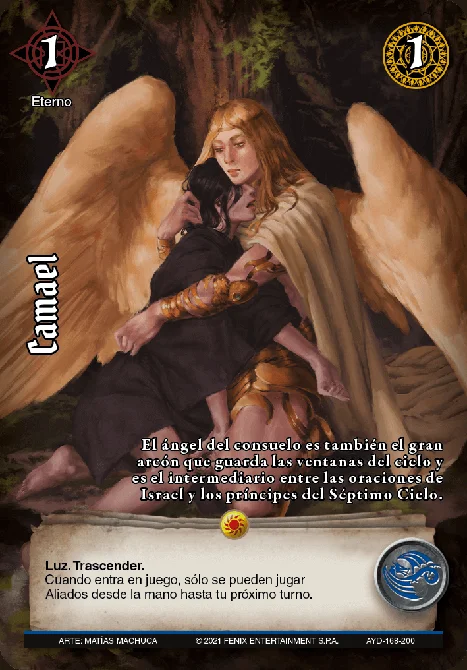 1
1
Eterno
Camael
El ángel del consuelo es también el gran
arcón que guarda las ventanas del cielo y
es el intermediario entre las oraciones de
Israel y los príncipes del Séptimo Cielo.
Luz. Trascender.
Cuando entra en juego, sólo se pueden jugar
Aliados desde la mano hasta tu próximo turno.
ARTE: MATÍAS MACHUCA © 2021 FENIX ENTERTAINMENT S.R.A. AYD-168-200